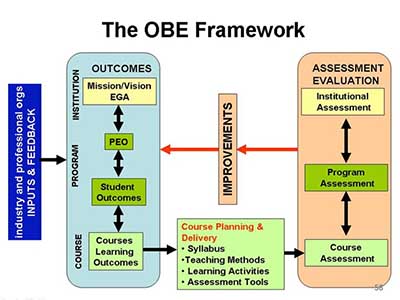 The OBE Framework
Industry and professional orgs
INPUTS & FEEDBACK
INSTITUTION
PROGRAM
COURSE
OUTCOMES
Mission/Vision
EGA
PEO
Student
Outcomes
Courses
Learning
Outcomes
IMPROVEMENTS
Course Planning &
Delivery
• Syllabus
•Teaching Methods
• Learning Activities
• Assessment Tools
ASSESSMENT
EVALUATION
Institutional
Assessment
Program
Assessment
Course
Assessment